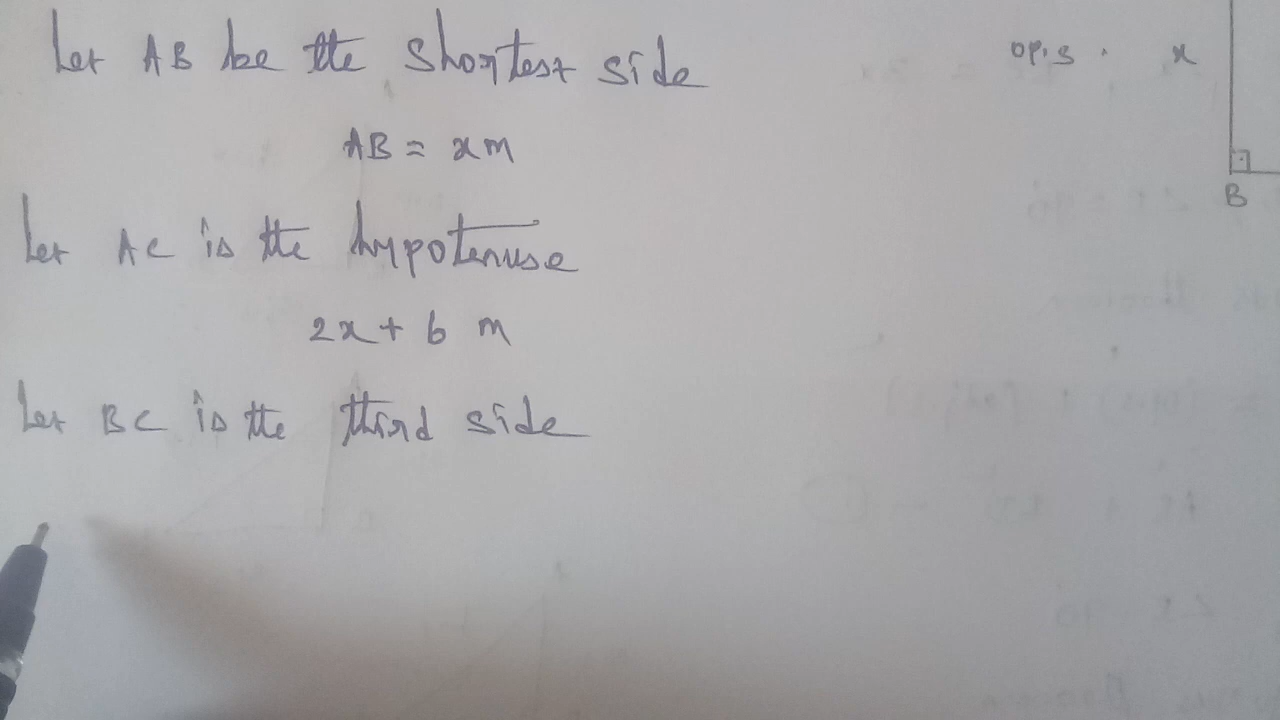 Let AB be the shortest side
opi.s . x
AB = x m
B
Let AC is the hypotenuse
2x + 6 m
Let BC is the third side